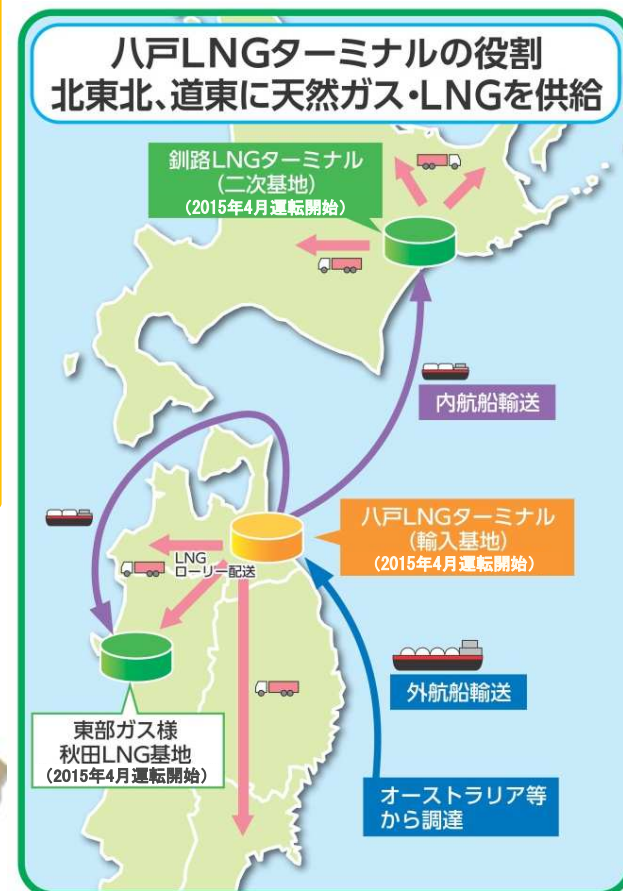 八戸LNGターミナルの役割
北東北、道東に天然ガス・LNGを供給
釧路LNGターミナル
(二次基地)
(2015年4月運転開始)
内航船輸送
八戸LNGターミナル
(輸入基地)
(2015年4月運転開始)
LNG
ローリー配送
外航船輸送
東部ガス様
秋田LNG基地
(2015年4月運転開始)
オーストラリア等
から調達